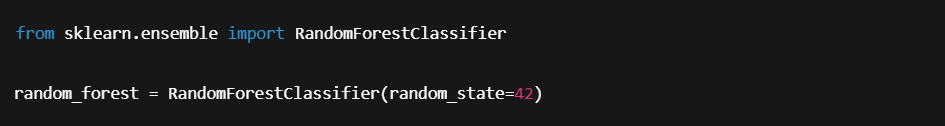 from sklearn.ensemble import RandomForestClassifier
random_forest = RandomForestClassifier(random_state=42)